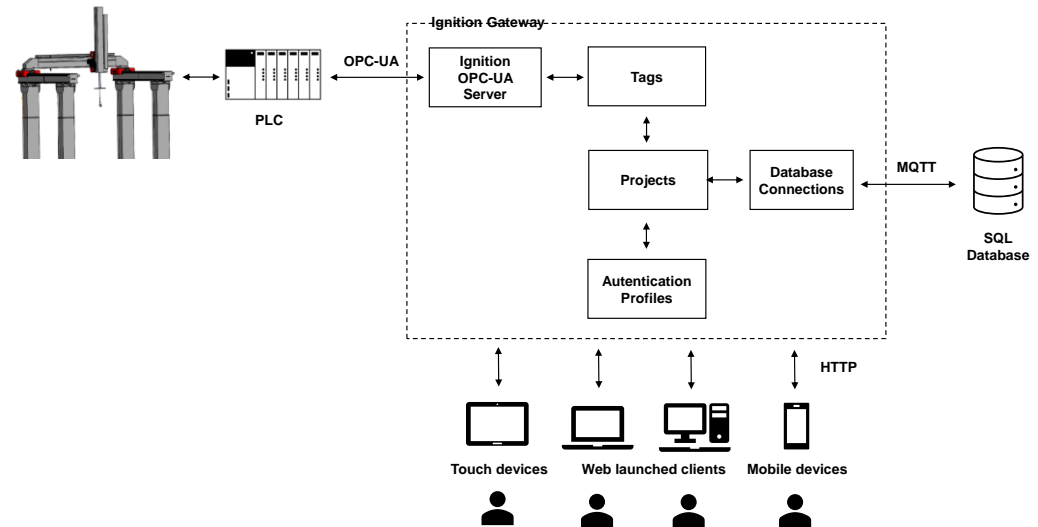 Ignition Gateway
OPC-UA
Ignition
OPC-UA
Server
Tags
PLC
Projects
Database
Connections
MQTT
SQL
Database
Autentication
Profiles
HTTP
Touch devices
Web launched clients
Mobile devices